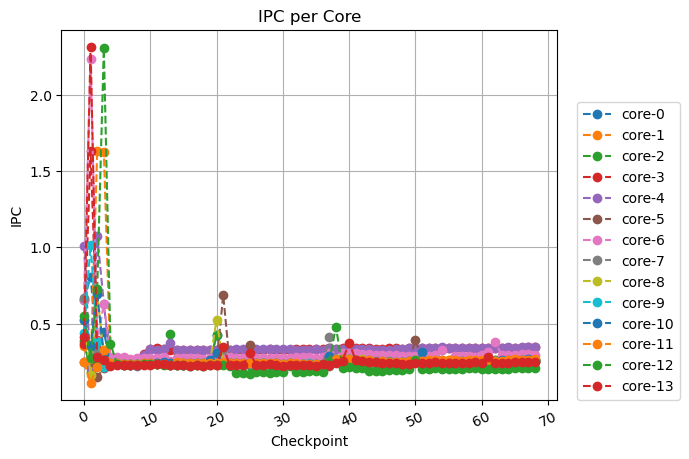 IPC per Core
IPC
2.0
1.5
1.0
0.5
0
10
20
30
40
50
60
70
Checkpoint
core-0
core-1
core-2
core-3
core-4
core-5
core-6
core-7
core-8
core-9
core-10
core-11
core-12
core-13